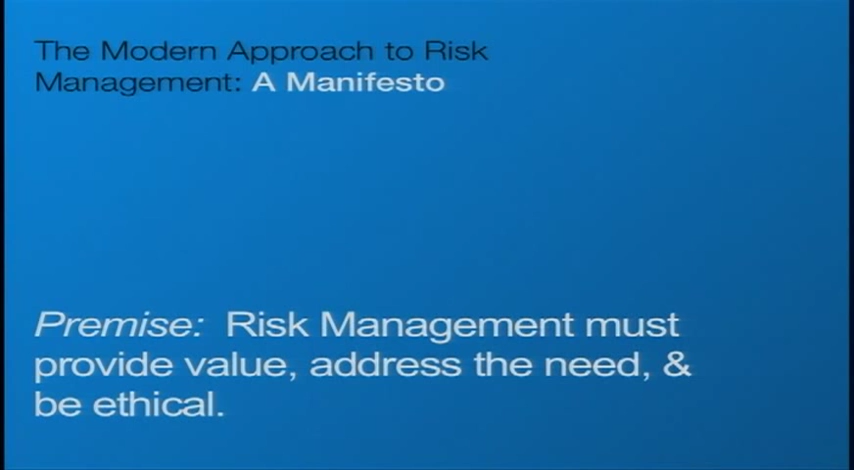 The Modern Approach to Risk
Management: A Manifesto
Premise: Risk Management must
provide value, address the need, &
be ethical.